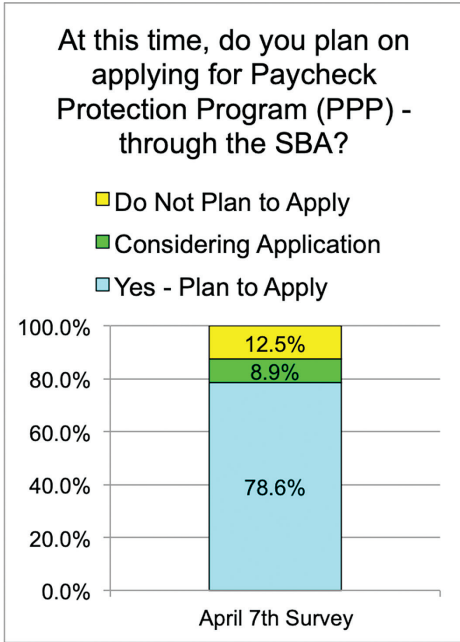 At this time, do you plan on
applying for Paycheck
Protection Program (PPP) -
through the SBA?
Do Not Plan to Apply
Considering Application
Yes - Plan to Apply
100.0%
80.0%
60.0%
40.0%
20.0%
0.0%
12.5%
8.9%
78.6%
April 7th Survey